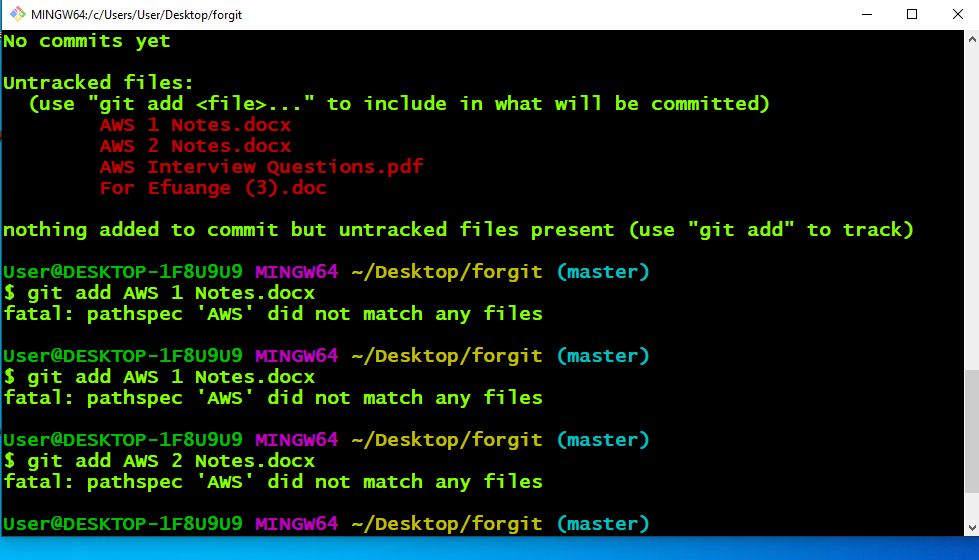 MINGW64:/c/Users/User/Desktop/forgit
No commits yet
Untracked files:
(use "git add <file>..." to include in what will be committed)
AWS 1 Notes.docx
AWS 2 Notes.docx
AWS Interview Questions.pdf
For Efuange (3).doc
nothing added to commit but untracked files present (use "git add" to track)
User@DESKTOP-1F8U9U9 MINGW64 ~/Desktop/forgit (master)
$ git add AWS 1 Notes.docx
fatal: pathspec 'AWS' did not match any files
User@DESKTOP-1F8U9U9 MINGW64 ~/Desktop/forgit (master)
$ git add AWS 1 Notes.docx
fatal: pathspec 'AWS' did not match any files
User@DESKTOP-1F8U9U9 MINGW64 ~/Desktop/forgit (master)
$ git add AWS 2 Notes.docx
fatal: pathspec 'AWS' did not match any files
User@DESKTOP-1F8U9U9 MINGW64 ~/Desktop/forgit (master)